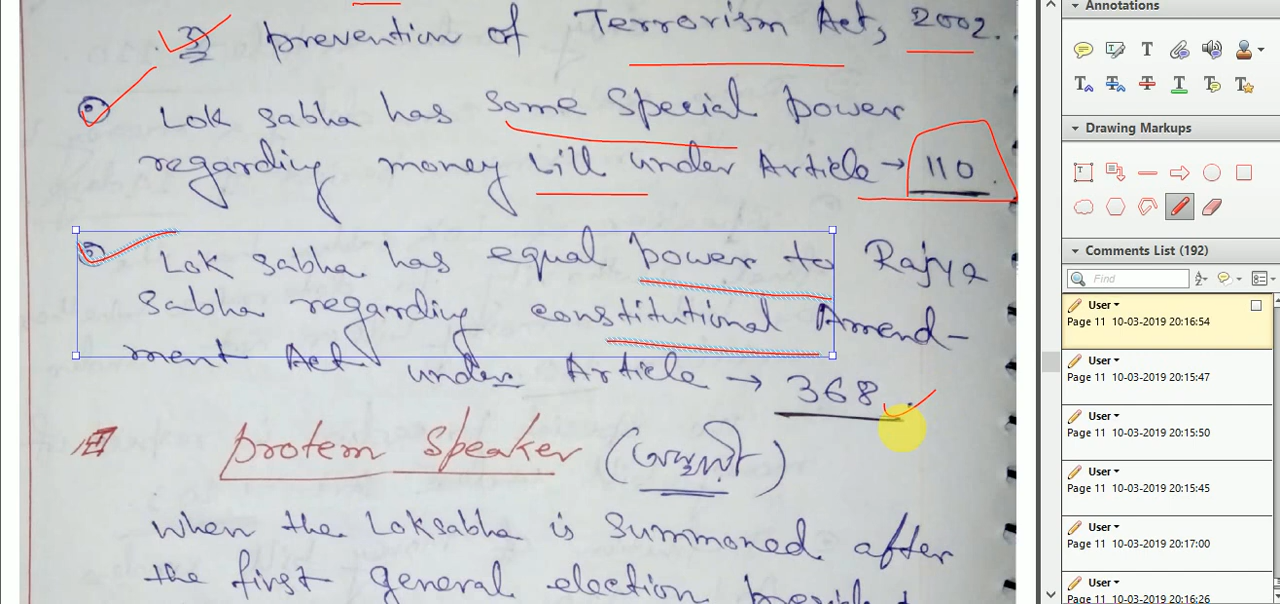 3) prevention of Terrorism Act, 2002.
Lok sabha has some special power
regarding money bill under Article → 110.
Lok sabha has equal power to Rajya
sabha regarding constitutional Amend-
ment Act under Article → 368.
protem speaker (অস্থায়ী)
when the Loksabha is summoned after
the first general election
Annotations
T
T T T T T T
Drawing Markups
T
Comments List (192)
Find
User
Page 11 10-03-2019 20:16:54
User
Page 11 10-03-2019 20:15:47
User
Page 11 10-03-2019 20:15:50
User
Page 11 10-03-2019 20:15:45
User
Page 11 10-03-2019 20:17:00
User
Page 11 10-03-2019 20:16:26